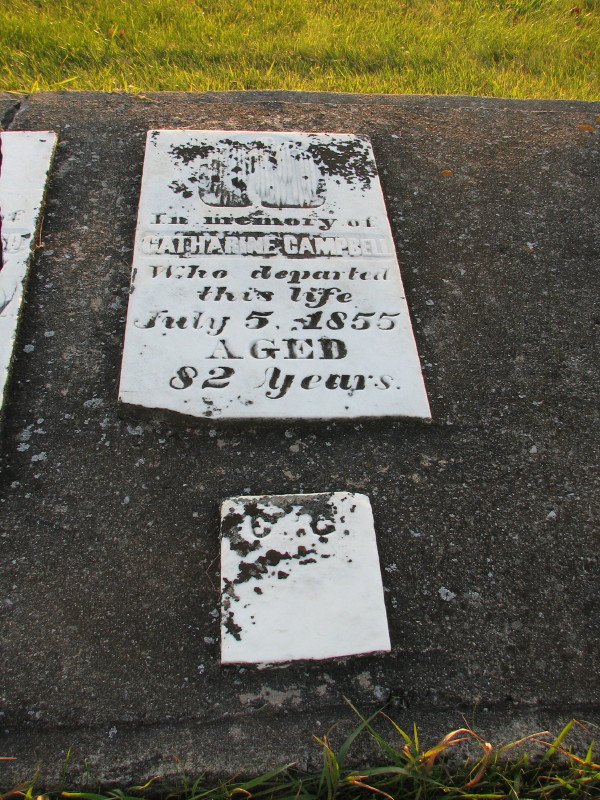 In memory of
CATHARINE CAMPBELL
Who departed
this life
July 5, 1855
AGED
82 Years.
C. C.